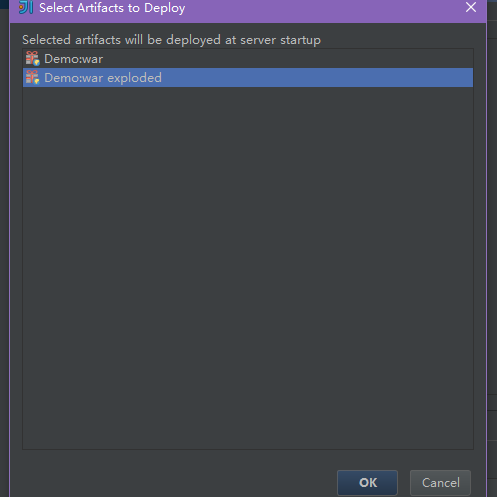 Select Artifacts to Deploy
Selected artifacts will be deployed at server startup
Demo:war
Demo:war exploded
OK
Cancel